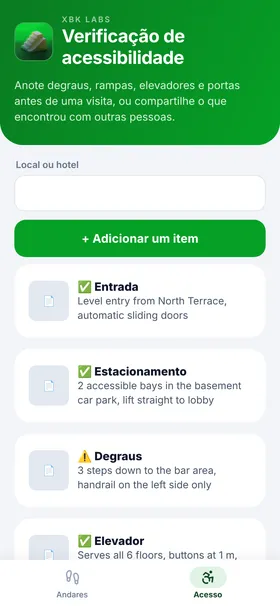 XBK LABS
Verificação de
acessibilidade
Anote degraus, rampas, elevadores e portas
antes de uma visita, ou compartilhe o que
encontrou com outras pessoas.
Local ou hotel
+ Adicionar um item
✅ Entrada
Level entry from North Terrace,
automatic sliding doors
✅ Estacionamento
2 accessible bays in the basement
car park, lift straight to lobby
⚠️ Degraus
3 steps down to the bar area,
handrail on the left side only
✅ Elevador
Serves all 6 floors, buttons at 1 m,
Andares
Acesso